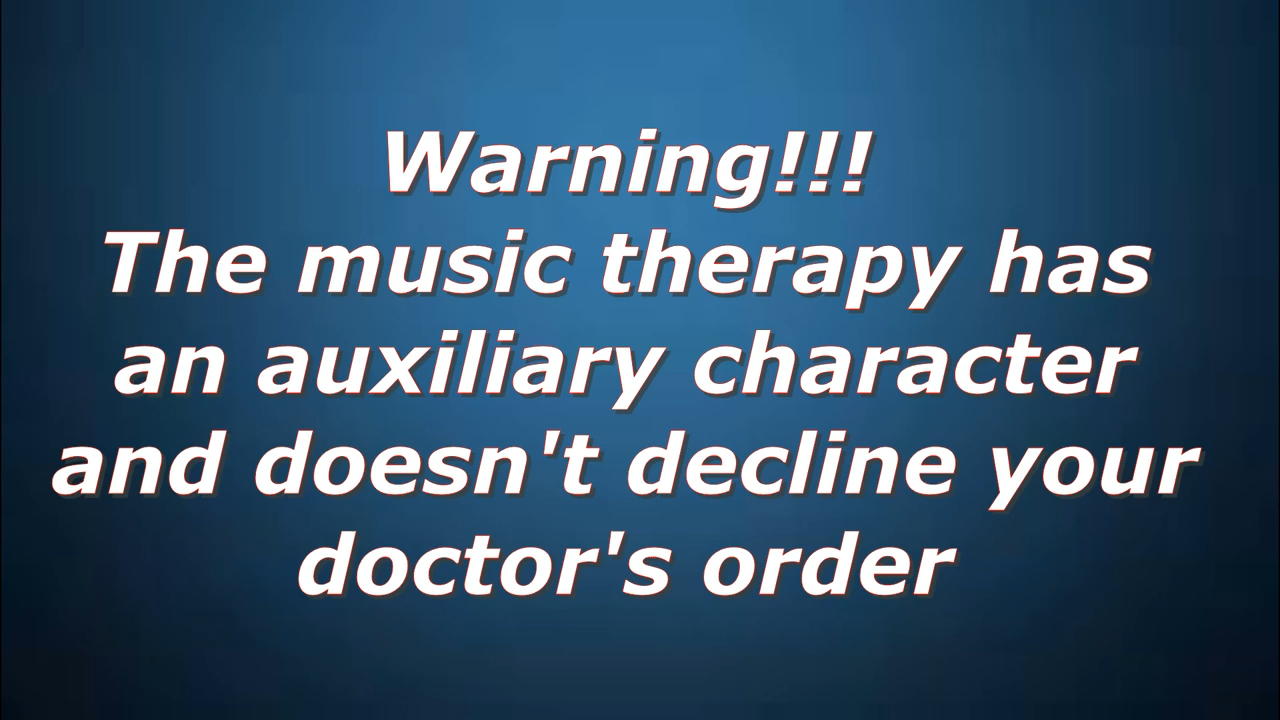 Warning!!!
The music therapy has
an auxiliary character
and doesn't decline your
doctor's order